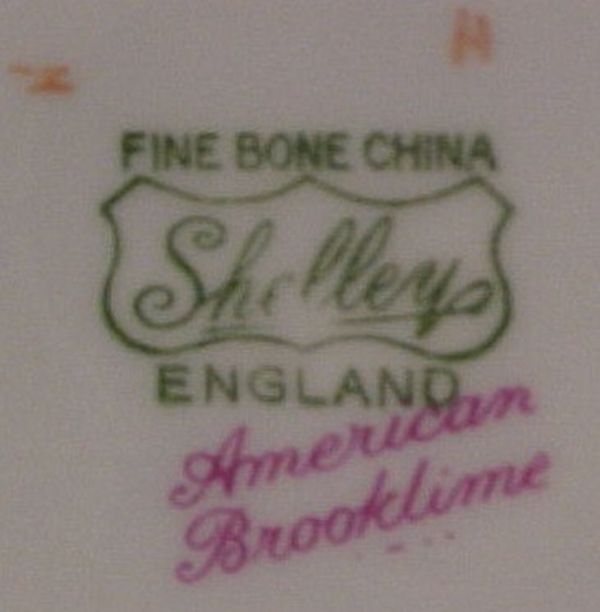 FINE BONE CHINA
Shelley
ENGLAND
American
Brooklime